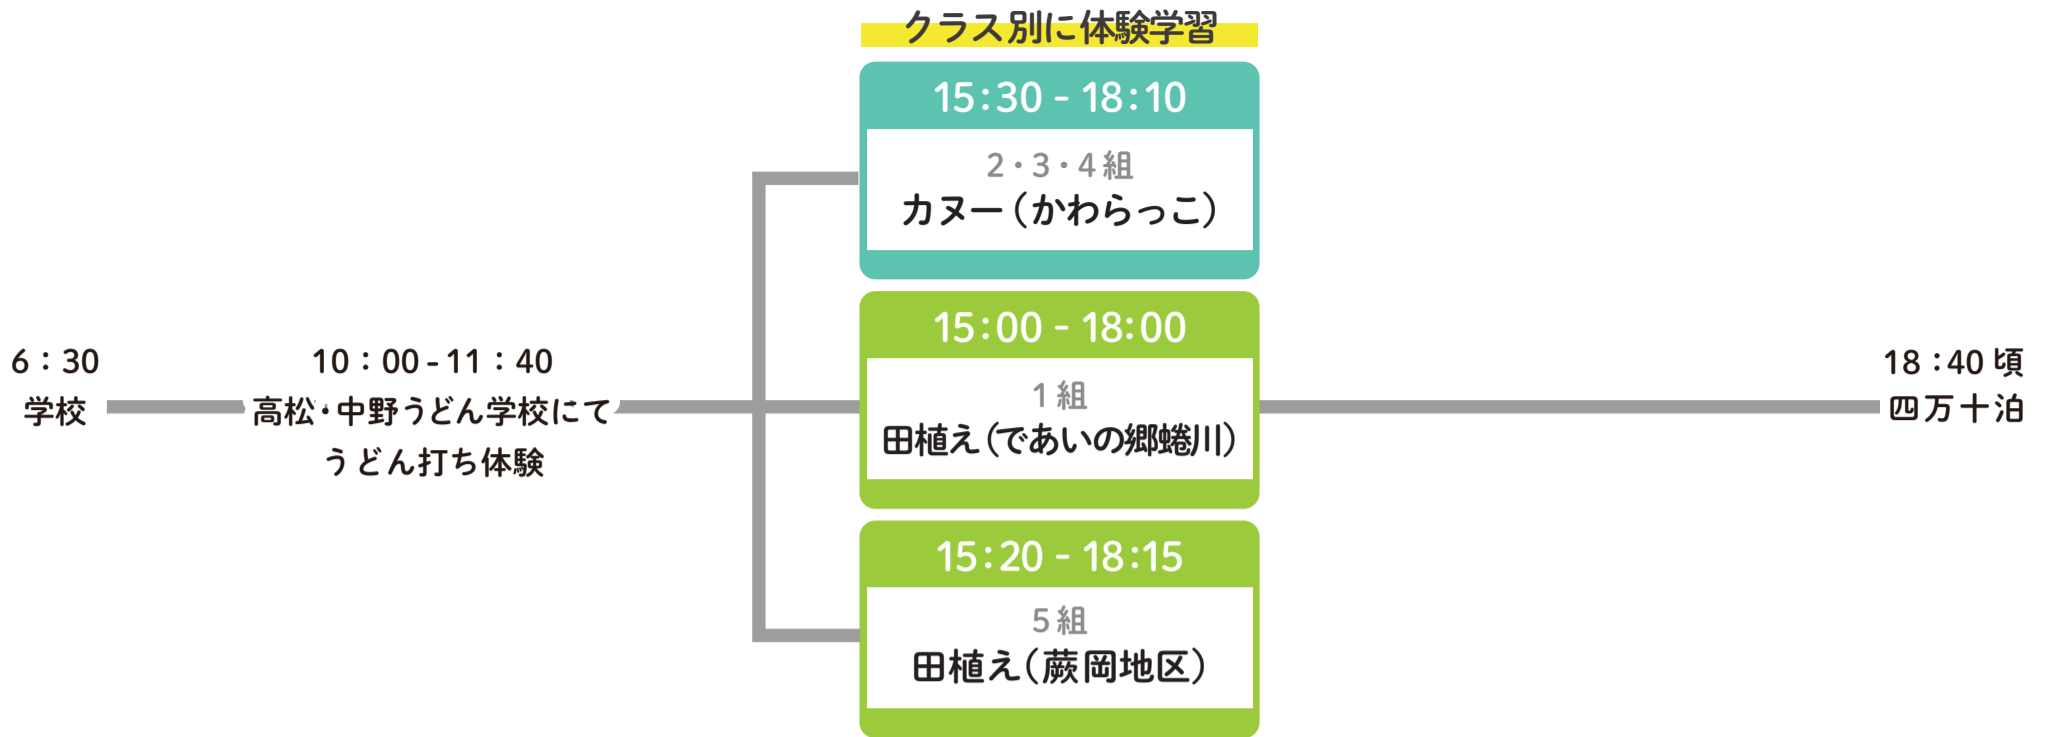 クラス別に体験学習
15:30 - 18:10
2・3・4 組
カヌー（かわらっこ）
15:00 - 18:00
1 組
田植え（であいの郷蜷川）
15:20 - 18:15
5 組
田植え（蕨岡地区）
6：30
学校
10：00-11：40
高松・中野うどん学校にて
うどん打ち体験
18：40 頃
四万十泊